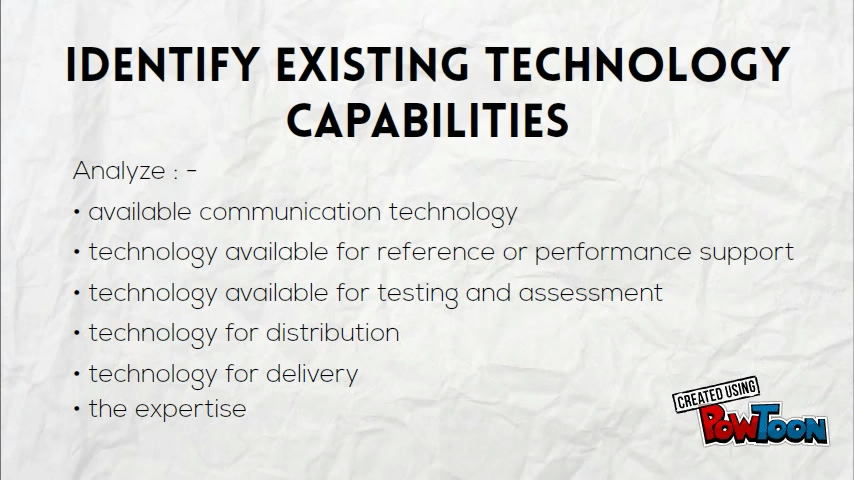 IDENTIFY EXISTING TECHNOLOGY
CAPABILITIES
Analyze : -
• available communication technology
• technology available for reference or performance support
• technology available for testing and assessment
• technology for distribution
• technology for delivery
• the expertise
CREATED USING
POWTOON